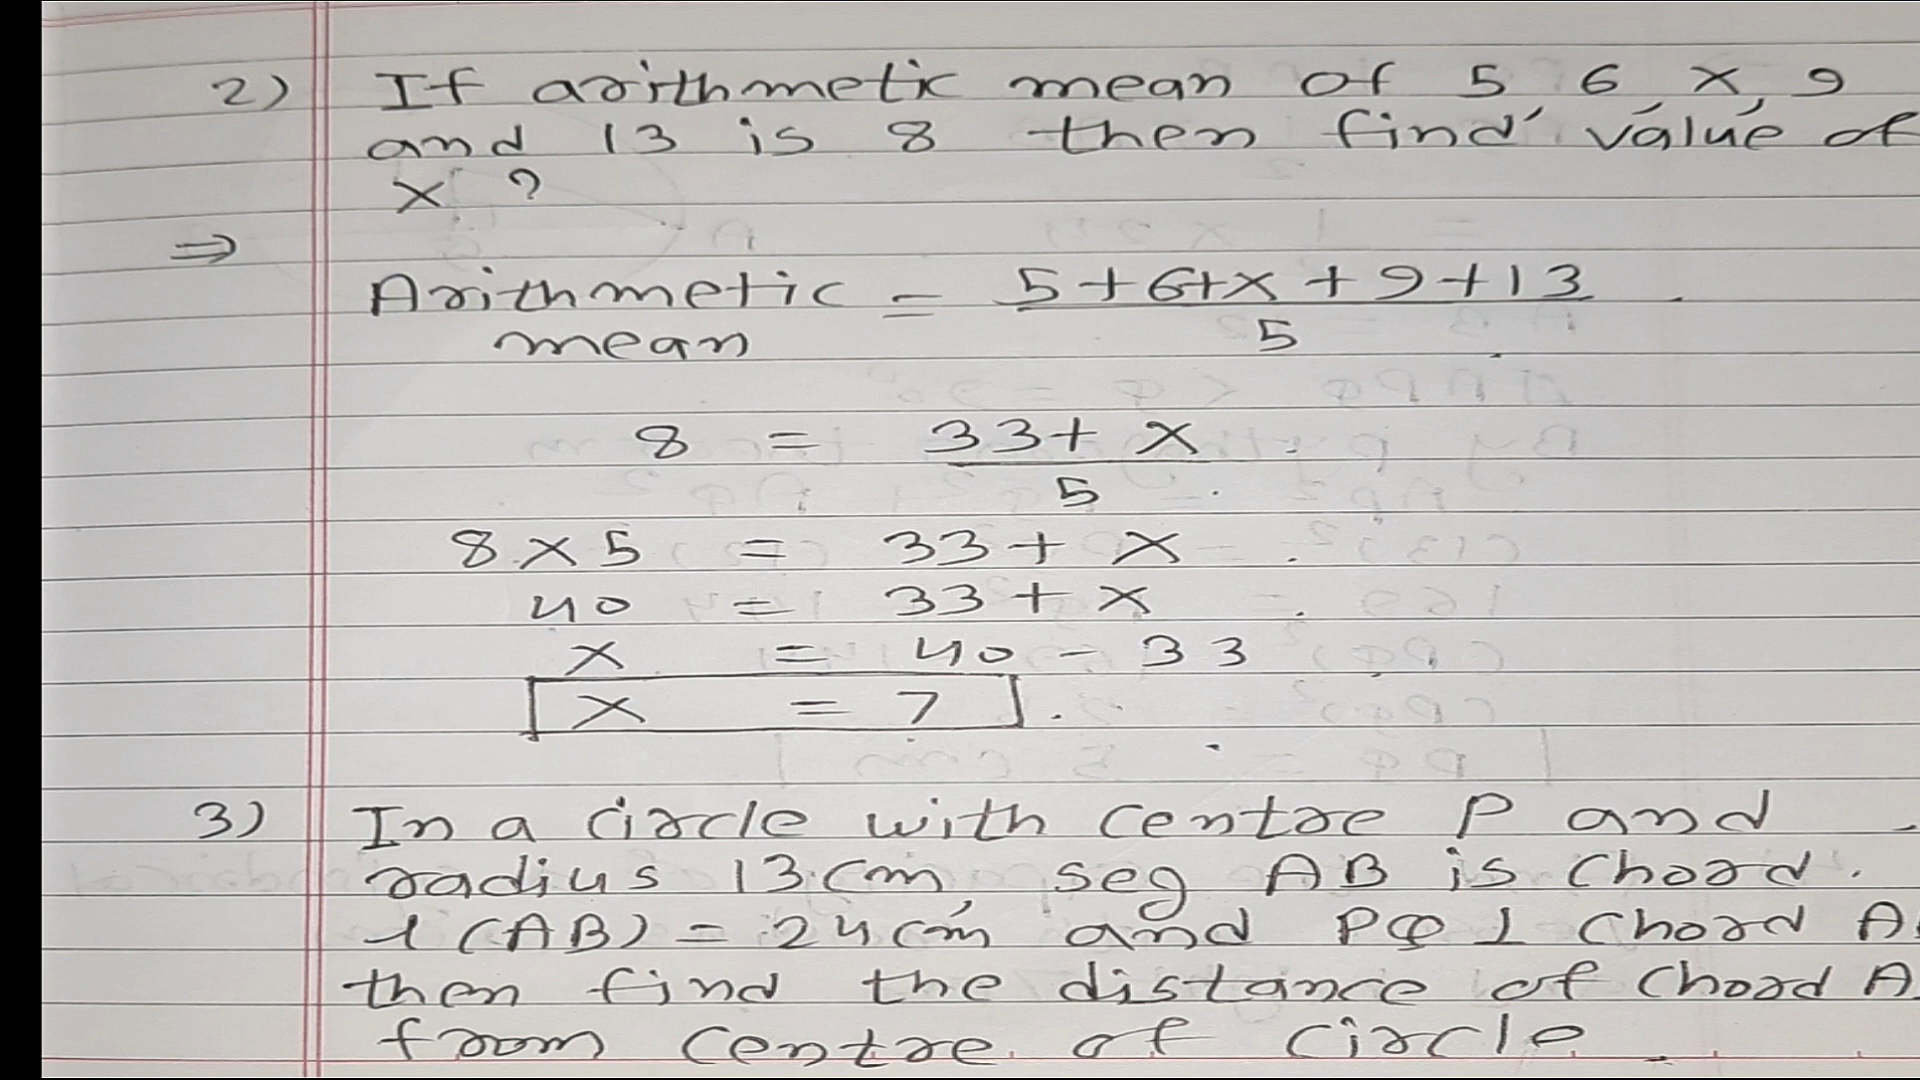 2) If arithmetic mean of 5, 6, x, 9
and 13 is 8 then find value of
x ?
⇒
Arithmetic = 5+6+x+9+13
mean 5
8 = 33+ x
5
8 x 5 = 33 + x
40 = 33 + x
x = 40 - 33
x = 7
3) In a circle with centre P and
radius 13 cm, seg AB is chord.
l (AB) = 24 cm and PQ ⊥ chord
then find the distance of chord
from centre of circle